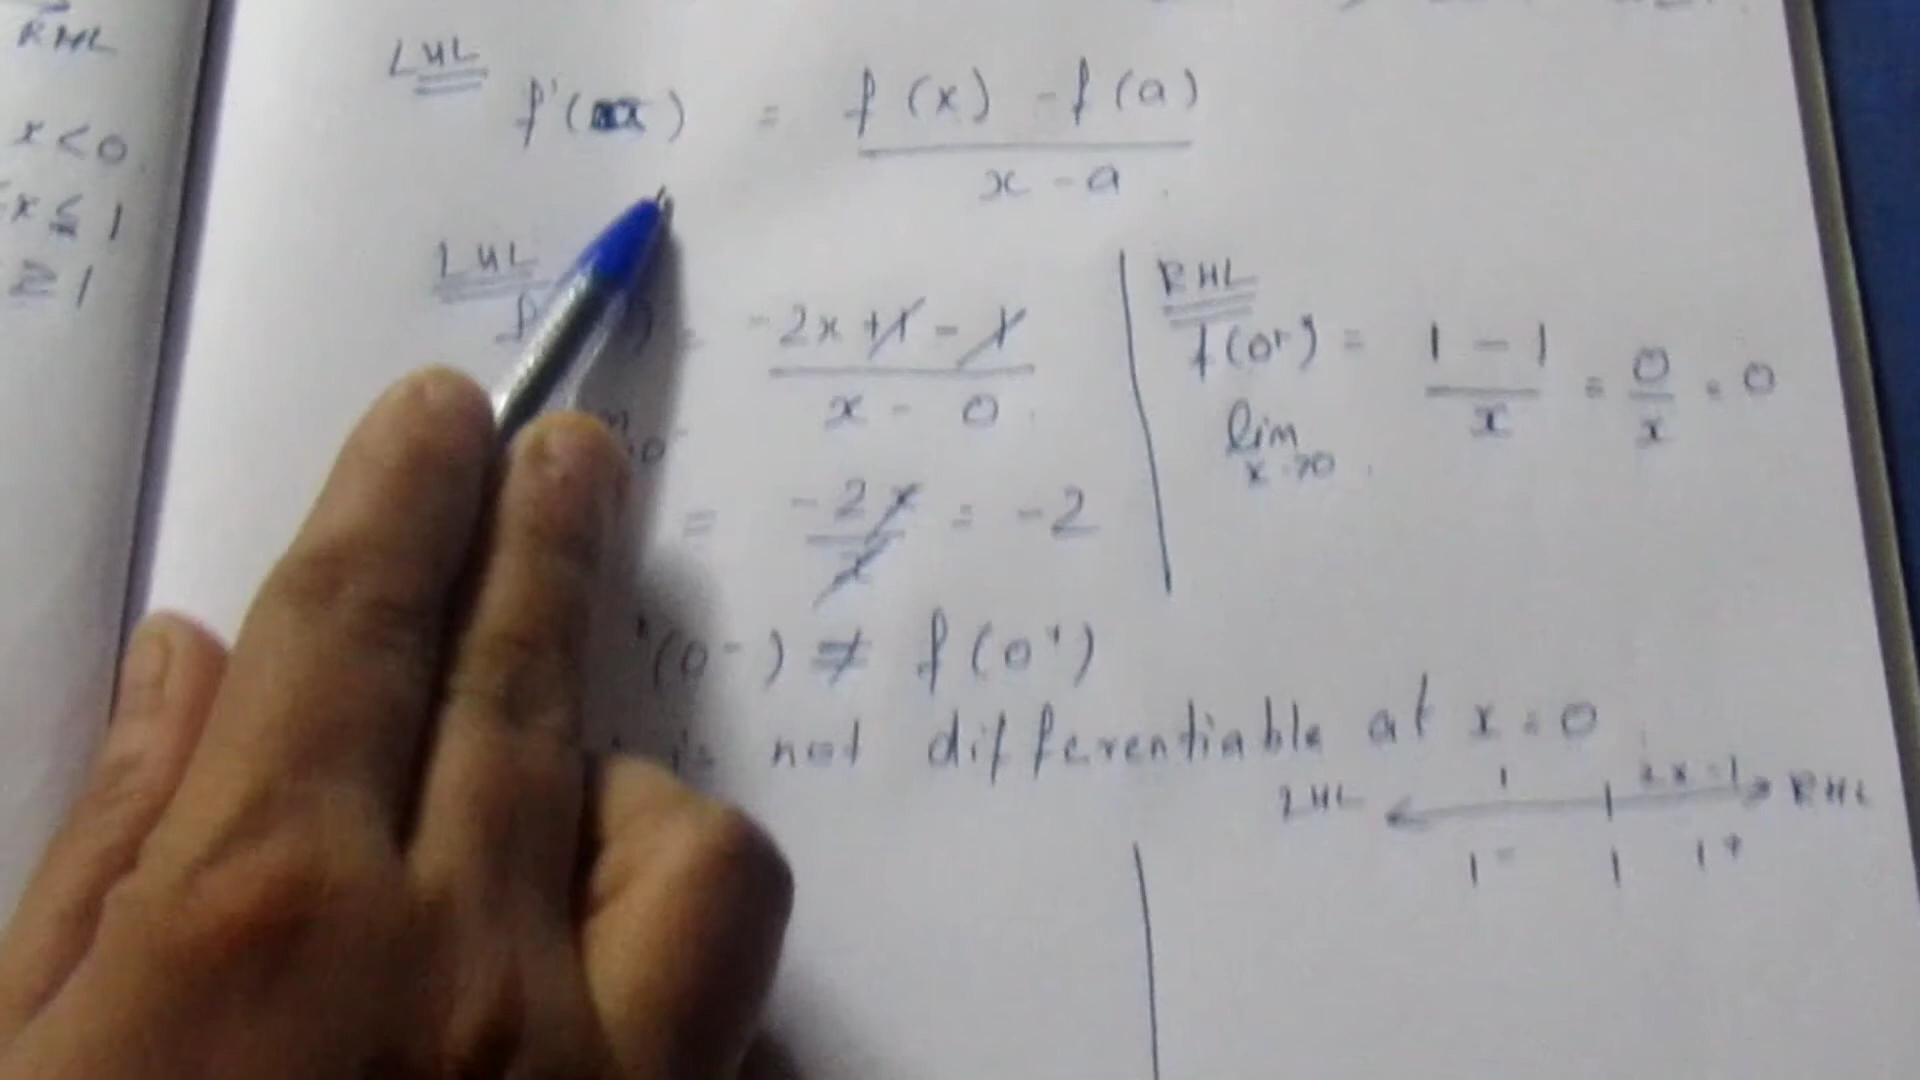 RHL
x<0
x ≤ 1
≥ 1
LHL
f'(x) = f(x) - f(a)
x - a
LHL
-2x+1-1
x - 0
= -2x/x = -2
RHL
f(0+) = 1-1/x = 0/x = 0
lim
x→0
'(0-) ≠ f(0+)
is not differentiable at x=0
LHL 1 2x-1 RHL
1- 1 1+